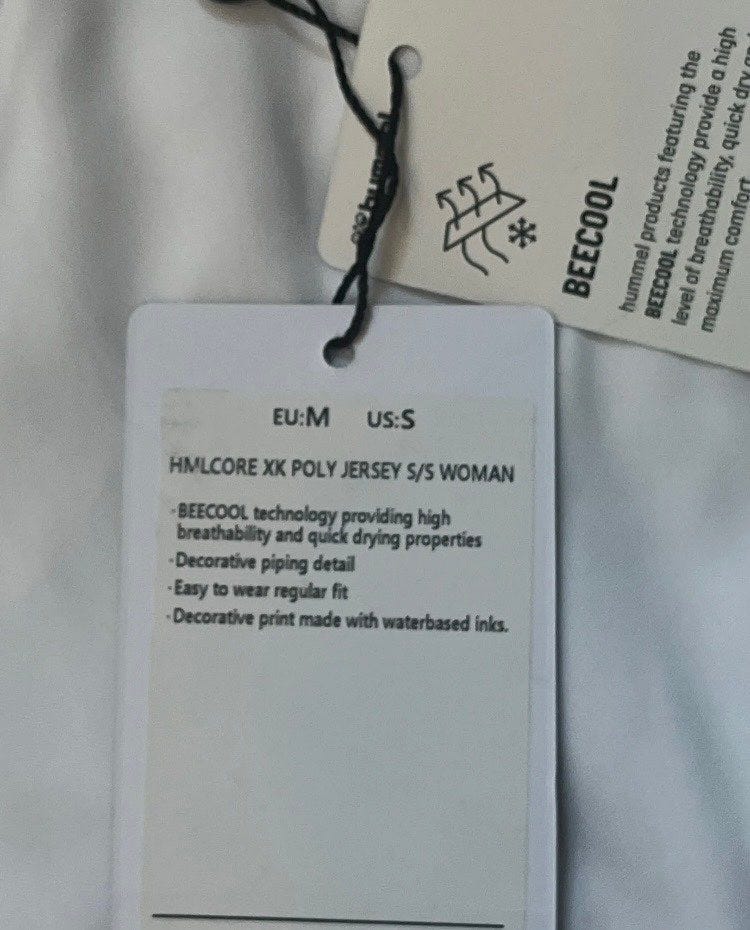 hummel
BEECOOL
hummel products featuring the
BEECOOL technology provide a high
level of breathability, quick dry
maximum comfort
EU:M US:S
HMLCORE XK POLY JERSEY S/S WOMAN
-BEECOOL technology providing high
breathability and quick drying properties
-Decorative piping detail
-Easy to wear regular fit
-Decorative print made with waterbased inks.